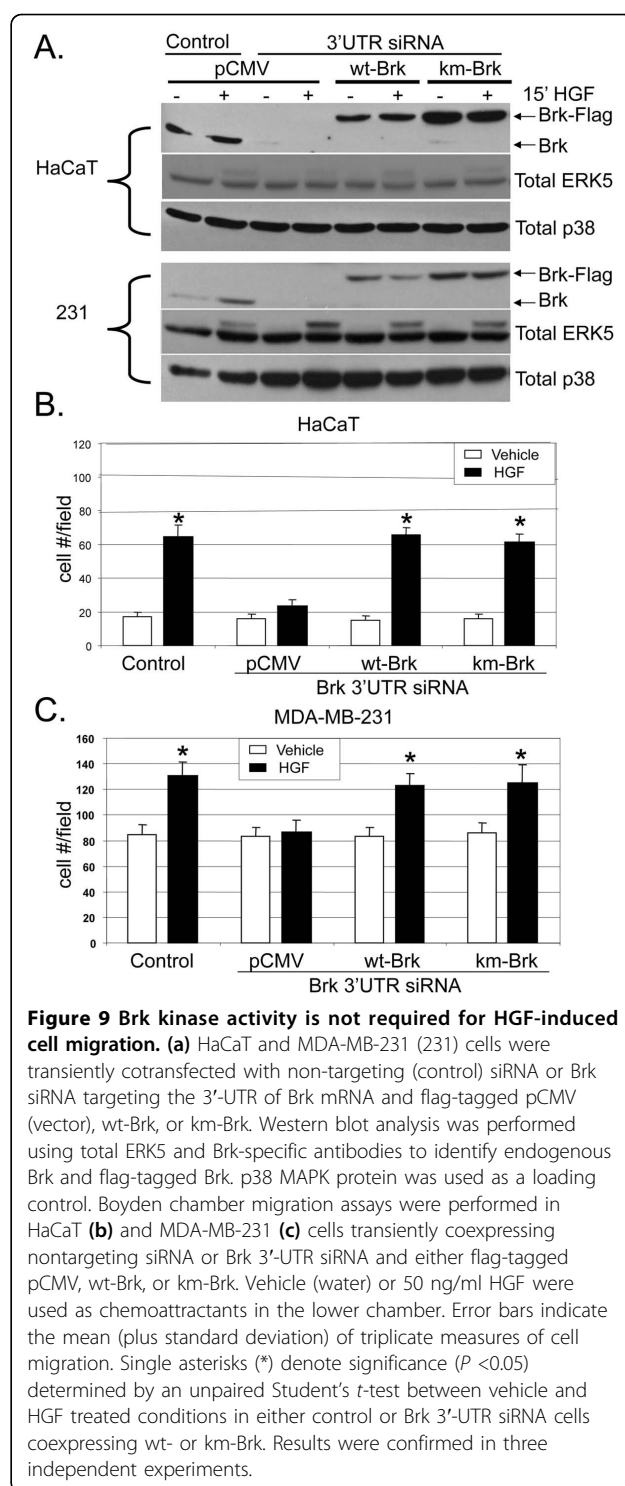 A.
Control 3'UTR siRNA
pCMV wt-Brk km-Brk
- + - + - + - + 15' HGF
Brk-Flag
Brk
HaCaT
Total ERK5
Total p38
Brk-Flag
Brk
231
Total ERK5
Total p38
B.
HaCaT
120
100
80
60
40
20
0
cell #/field
Vehicle
HGF
* * *
Control pCMV wt-Brk km-Brk
Brk 3'UTR siRNA
C.
MDA-MB-231
160
140
120
100
80
60
40
20
0
cell #/field
Vehicle
HGF
* * *
Control pCMV wt-Brk km-Brk
Brk 3'UTR siRNA
Figure 9 Brk kinase activity is not required for HGF-induced
cell migration. (a) HaCaT and MDA-MB-231 (231) cells were
transiently cotransfected with non-targeting (control) siRNA or Brk
siRNA targeting the 3′-UTR of Brk mRNA and flag-tagged pCMV
(vector), wt-Brk, or km-Brk. Western blot analysis was performed
using total ERK5 and Brk-specific antibodies to identify endogenous
Brk and flag-tagged Brk. p38 MAPK protein was used as a loading
control. Boyden chamber migration assays were performed in
HaCaT (b) and MDA-MB-231 (c) cells transiently coexpressing
nontargeting siRNA or Brk 3′-UTR siRNA and either flag-tagged
pCMV, wt-Brk, or km-Brk. Vehicle (water) or 50 ng/ml HGF were
used as chemoattractants in the lower chamber. Error bars indicate
the mean (plus standard deviation) of triplicate measures of cell
migration. Single asterisks (*) denote significance (P <0.05)
determined by an unpaired Student's t-test between vehicle and
HGF treated conditions in either control or Brk 3′-UTR siRNA cells
coexpressing wt- or km-Brk. Results were confirmed in three
independent experiments.